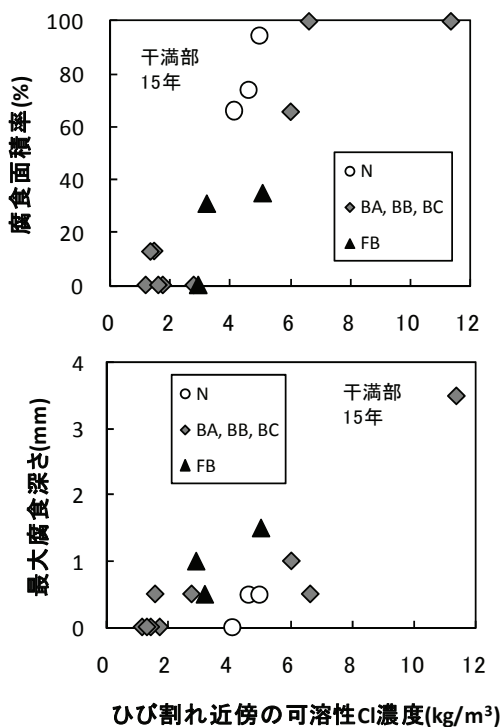 100
80
60
40
20
0
腐食面積率(%)
干満部
15年
N
BA, BB, BC
FB
0 2 4 6 8 10 12
4
3
2
1
0
最大腐食深さ(mm)
N
BA, BB, BC
FB
干満部
15年
0 2 4 6 8 10 12
ひび割れ近傍の可溶性Cl濃度(kg/m³)